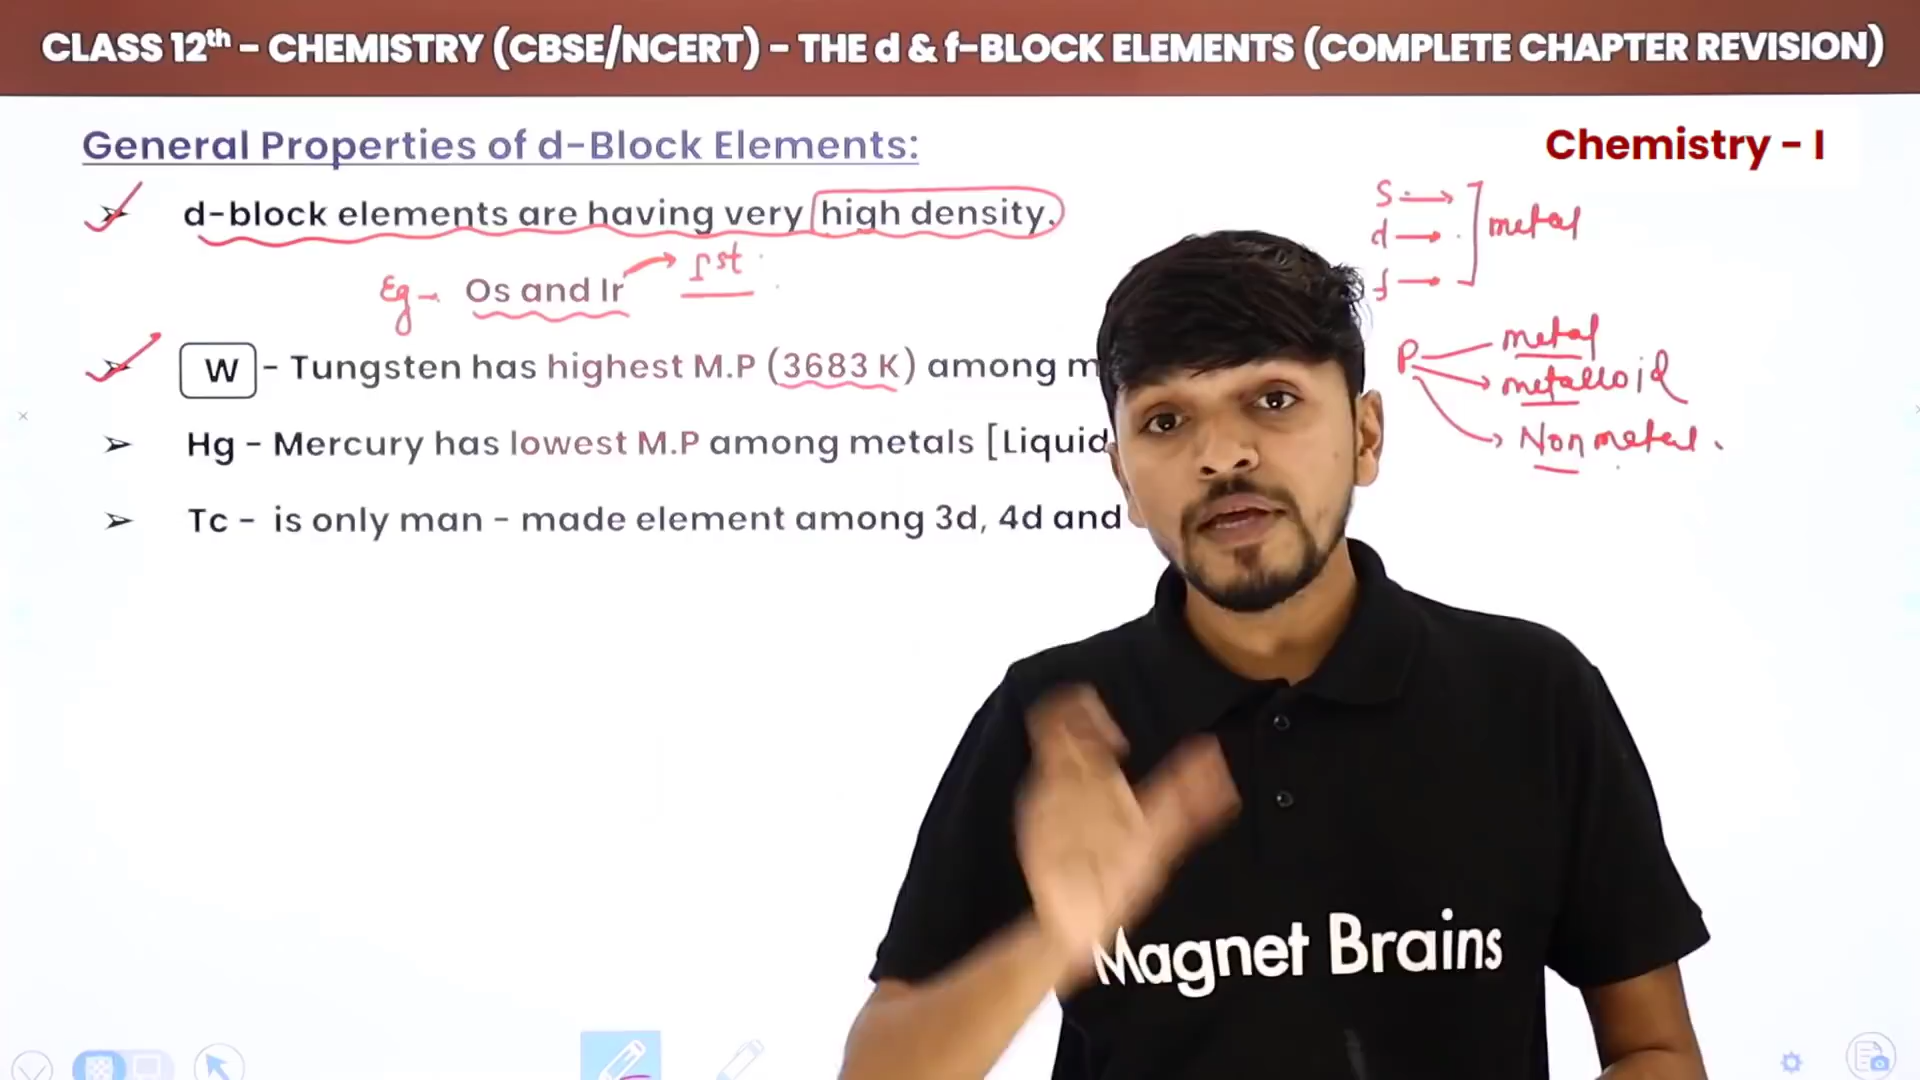 CLASS 12th – CHEMISTRY (CBSE/NCERT) – THE d & f–BLOCK ELEMENTS (COMPLETE CHAPTER REVISION)
General Properties of d-Block Elements:
Chemistry - I
➢ d-block elements are having very high density.
Eg - Os and Ir → Ist
S → ] metal
d →
f →
➢ W - Tungsten has highest M.P (3683 K) among
P metal
metalloid
Non metal.
➢ Hg - Mercury has lowest M.P among metals [Liquid
➢ Tc - is only man - made element among 3d, 4d and
Magnet Brains